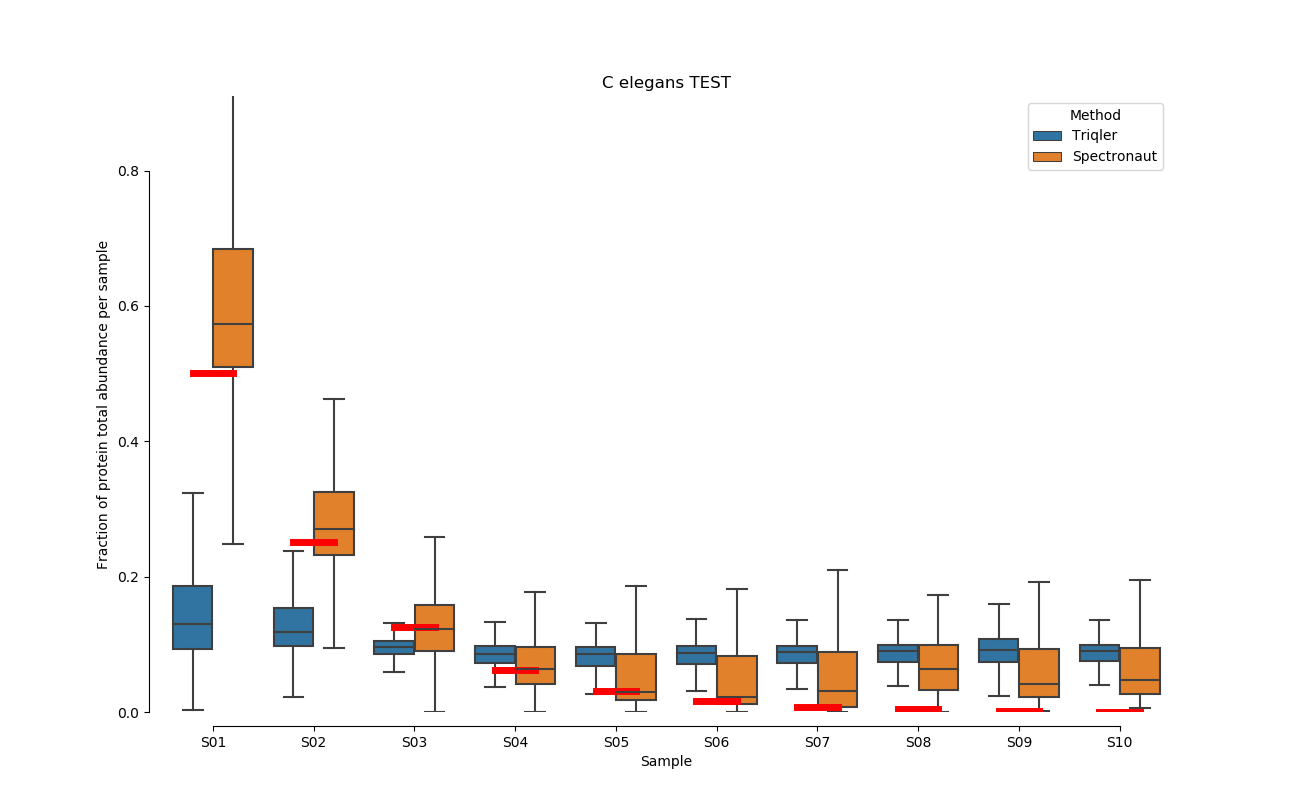 C elegans TEST
Method
Triqler
Spectronaut
Fraction of protein total abundance per sample
0.8
0.6
0.4
0.2
0.0
S01 S02 S03 S04 S05 S06 S07 S08 S09 S10
Sample